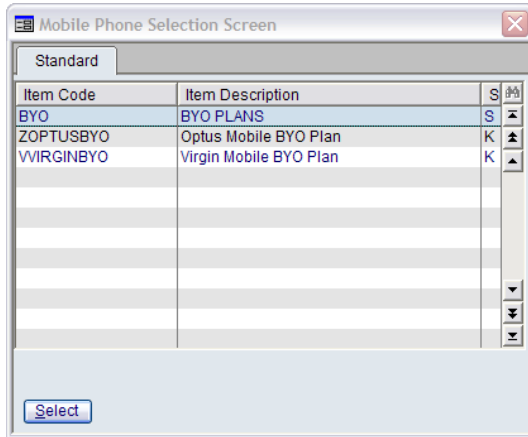 Mobile Phone Selection Screen
Standard
Item Code Item Description S
BYO BYO PLANS S
ZOPTUSBYO Optus Mobile BYO Plan K
VVIRGINBYO Virgin Mobile BYO Plan K
Select